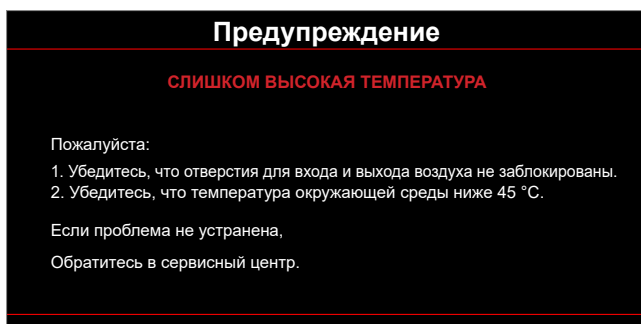 Предупреждение
СЛИШКОМ ВЫСОКАЯ ТЕМПЕРАТУРА
Пожалуйста:
1. Убедитесь, что отверстия для входа и выхода воздуха не заблокированы.
2. Убедитесь, что температура окружающей среды ниже 45 °C.
Если проблема не устранена,
Обратитесь в сервисный центр.